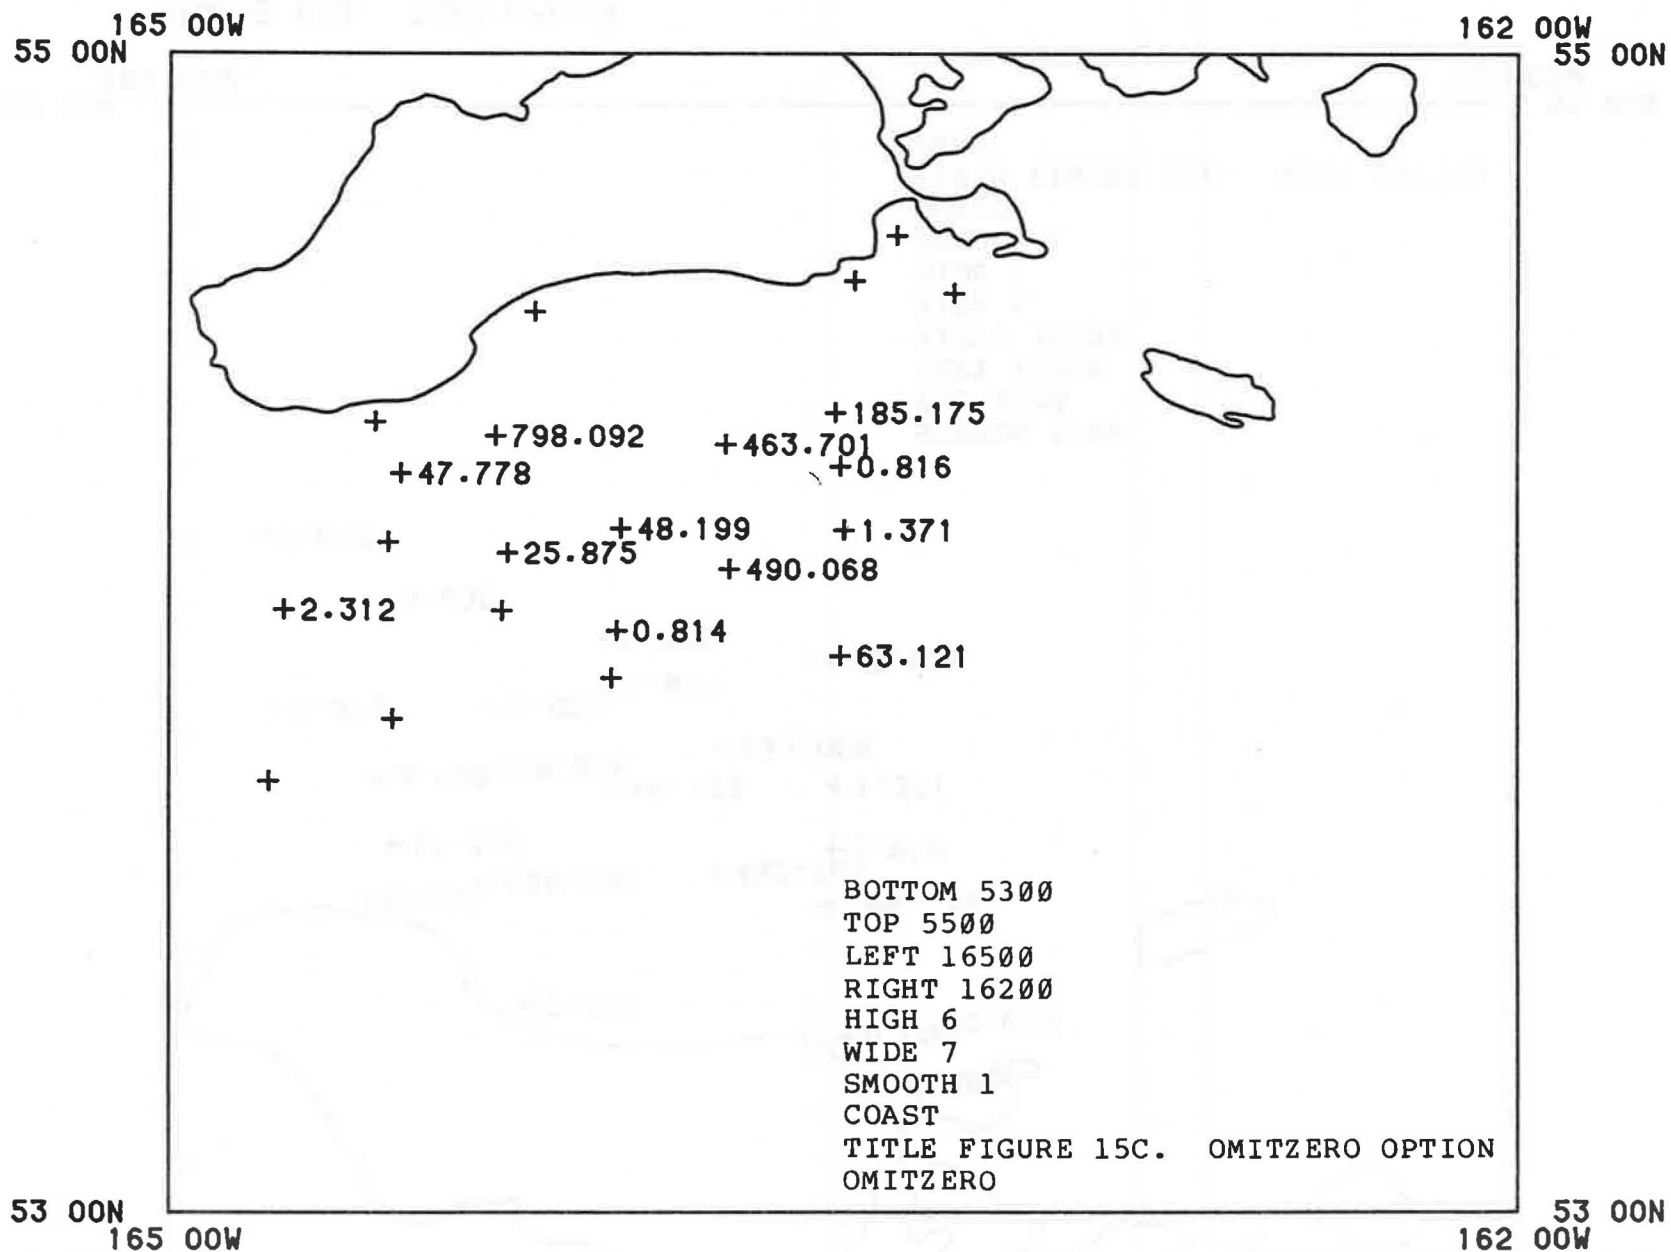 165 00W
162 00W
55 00N
55 00N
+185.175
+798.092
+463.701
+0.816
+47.778
+48.199
+1.371
+25.875
+490.068
+2.312
+0.814
+63.121
BOTTOM 5300
TOP 5500
LEFT 16500
RIGHT 16200
HIGH 6
WIDE 7
SMOOTH 1
COAST
TITLE FIGURE 15C. OMITZERO OPTION
OMITZERO
53 00N
53 00N
165 00W
162 00W